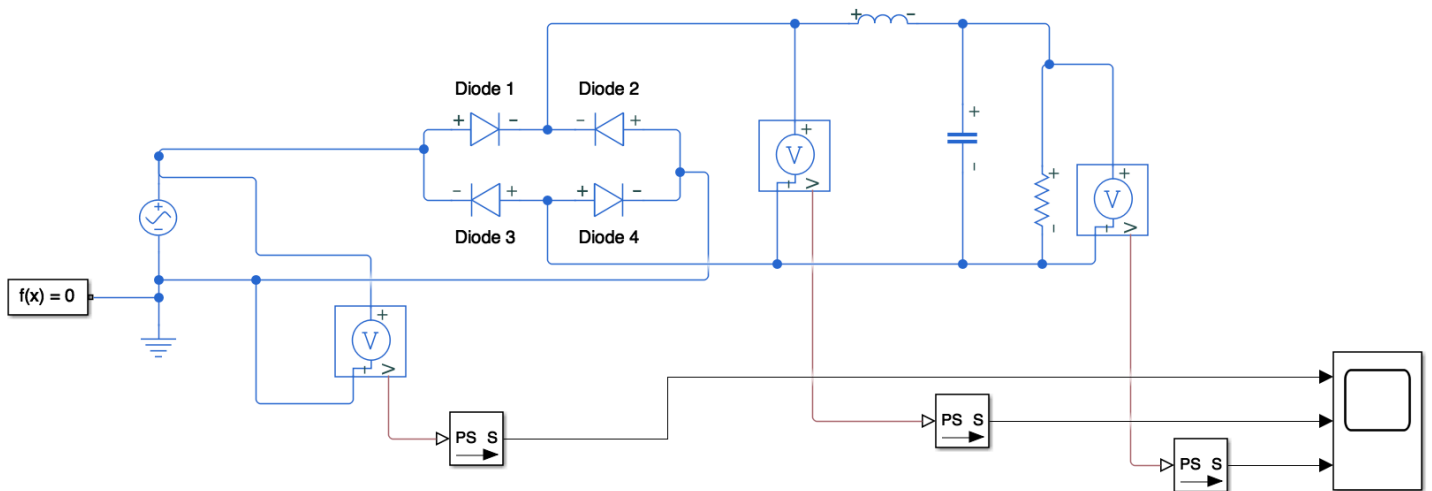 Diode 1
Diode 2
+ -
+ - - +
+
+
- + + -
V
+
V
+
-
+
V
+
-
Diode 3
Diode 4
f(x) = 0
+
V
PS S
PS S
PS S